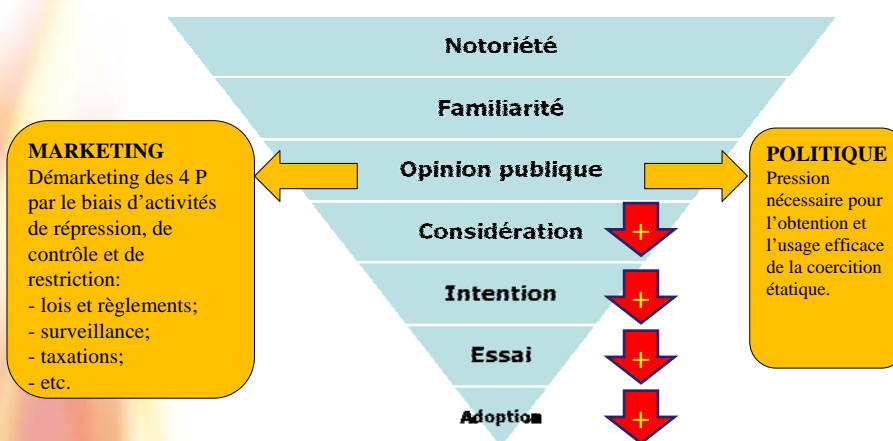 Notoriété
Familiarité
Opinion publique
Considération
+
Intention
+
Essai
+
Adoption
+
MARKETING
Démarketing des 4 P
par le biais d'activités
de répression, de
contrôle et de
restriction:
- lois et règlements;
- surveillance;
- taxations;
- etc.
POLITIQUE
Pression
nécessaire pour
l'obtention et
l'usage efficace
de la coercition
étatique.